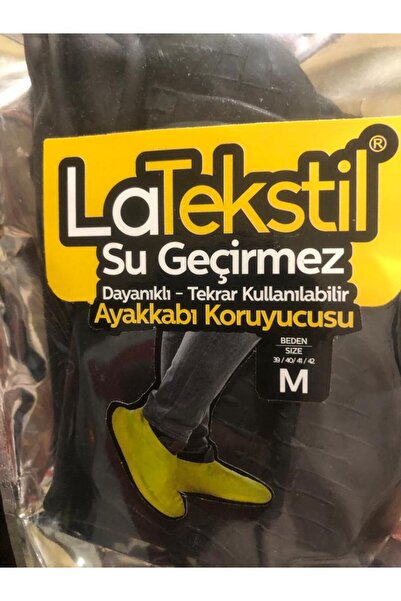 LaTekstil®
Su Geçirmez
Dayanıklı - Tekrar Kullanılabilir
Ayakkabı Koruyucusu
BEDEN
SIZE
39 / 40/ 41 / 42
M